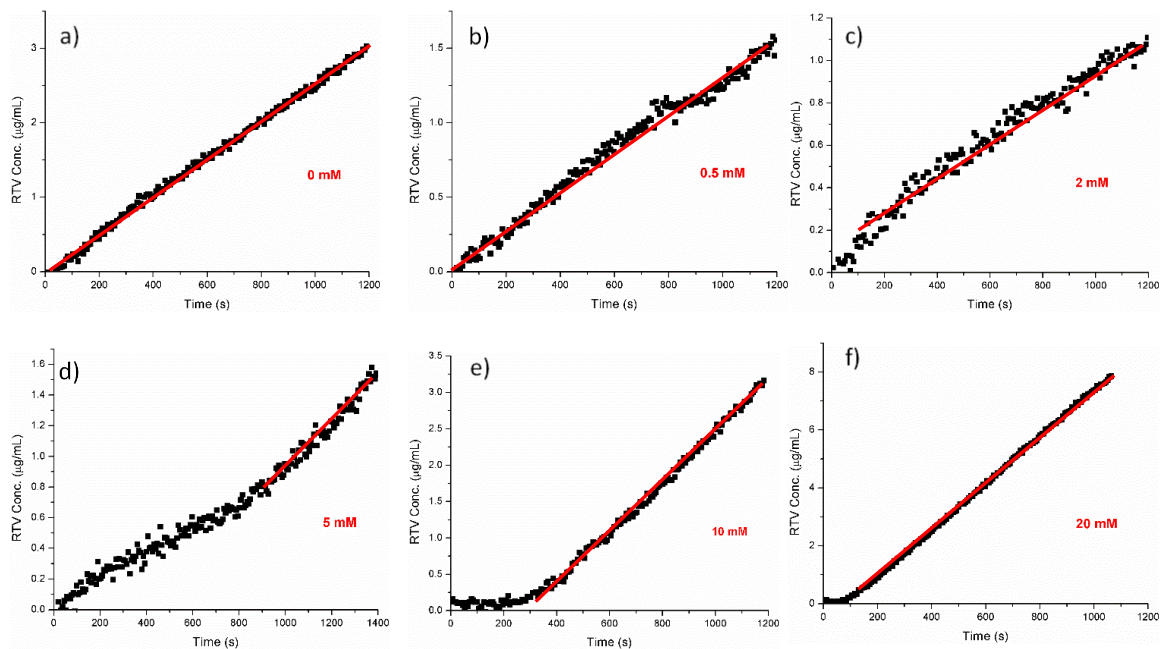 a)
RTV Conc. (µg/mL)
3
2
1
0
0 mM
0 200 400 600 800 1000 1200
Time (s)
b)
RTV Conc. (µg/mL)
1.5
1.0
0.5
0.0
0.5 mM
0 200 400 600 800 1000 1200
Time (s)
c)
RTV Conc. (µg/mL)
1.2
1.0
0.8
0.6
0.4
0.2
0.0
2 mM
0 200 400 600 800 1000 1200
Time (s)
d)
RTV Conc. (µg/mL)
1.6
1.4
1.2
1.0
0.8
0.6
0.4
0.2
0.0
5 mM
0 200 400 600 800 1000 1200 1400
Time (s)
e)
RTV Conc. (µg/mL)
3.5
3.0
2.5
2.0
1.5
1.0
0.5
0.0
10 mM
0 200 400 600 800 1000 1200
Time (s)
f)
RTV Conc. (µg/mL)
8
6
4
2
0
20 mM
0 200 400 600 800 1000 1200
Time (s)